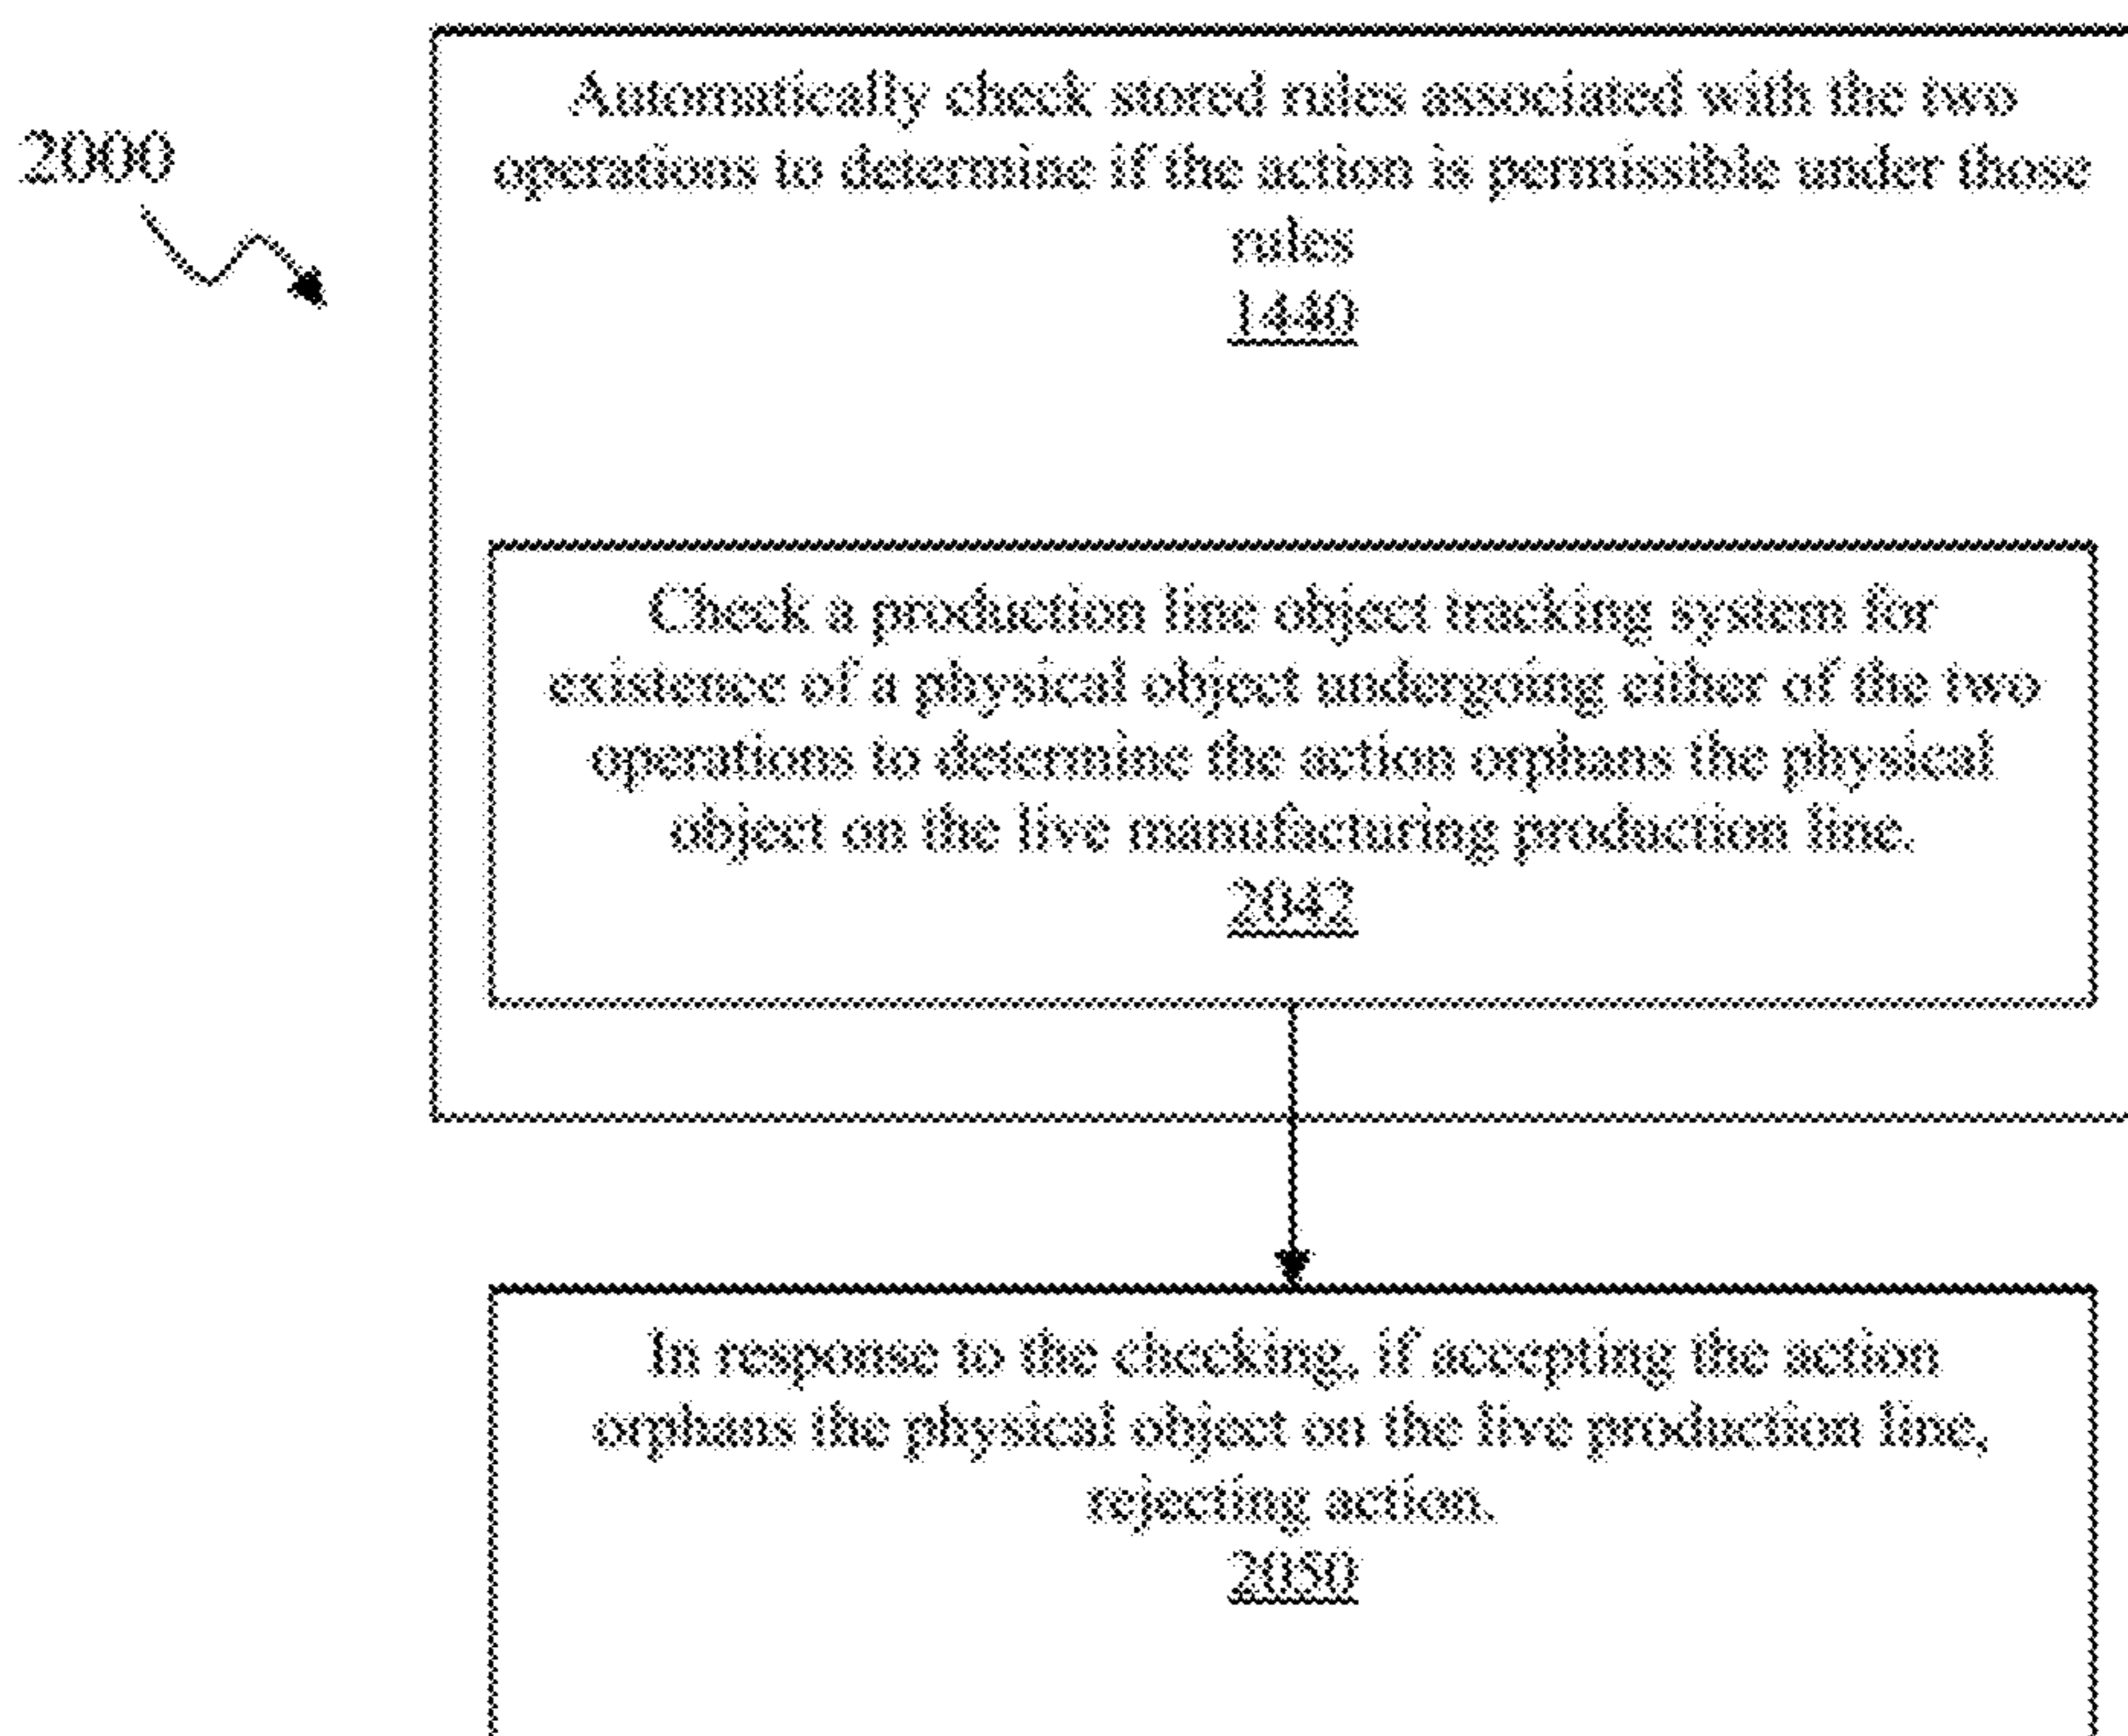 2000
Automatically check stored rules associated with the two
operations to determine if the action is permissible under those
rules
1440
Check a production line object tracking system for
existence of a physical object undergoing either of the two
operations to determine the action orphans the physical
object on the live manufacturing production line.
2042
In response to the checking, if accepting the action
orphans the physical object on the live production line,
rejecting action.
2050